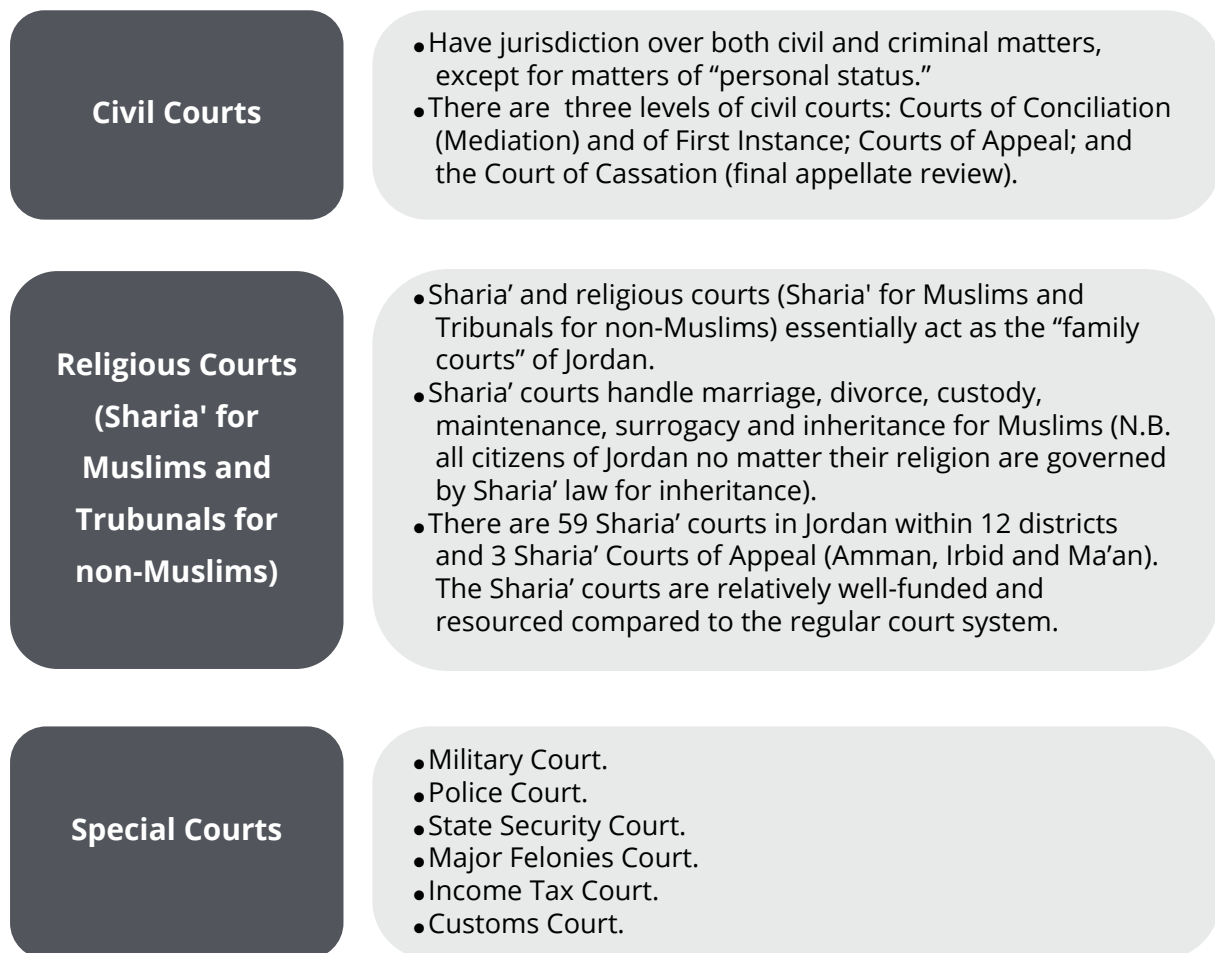 Civil Courts
•Have jurisdiction over both civil and criminal matters,
except for matters of “personal status.”
•There are  three levels of civil courts: Courts of Conciliation
(Mediation) and of First Instance; Courts of Appeal; and
the Court of Cassation (final appellate review).
Religious Courts
(Sharia' for
Muslims and
Trubunals for
non-Muslims)
•Sharia’ and religious courts (Sharia' for Muslims and
Tribunals for non-Muslims) essentially act as the “family
courts” of Jordan.
•Sharia’ courts handle marriage, divorce, custody,
maintenance, surrogacy and inheritance for Muslims (N.B.
all citizens of Jordan no matter their religion are governed
by Sharia’ law for inheritance).
•There are 59 Sharia’ courts in Jordan within 12 districts
and 3 Sharia’ Courts of Appeal (Amman, Irbid and Ma’an).
The Sharia’ courts are relatively well-funded and
resourced compared to the regular court system.
Special Courts
•Military Court.
•Police Court.
•State Security Court.
•Major Felonies Court.
•Income Tax Court.
•Customs Court.